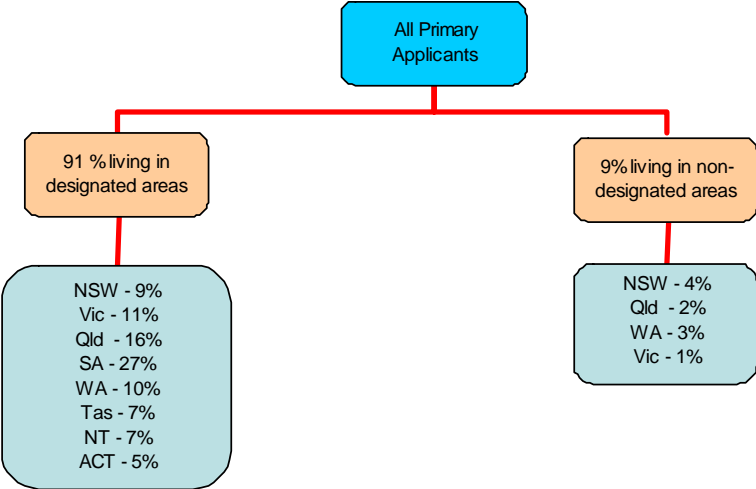 All Primary
Applicants
91 % living in
designated areas
9% living in non-
designated areas
NSW - 9%
Vic - 11%
Qld - 16%
SA - 27%
WA - 10%
Tas - 7%
NT - 7%
ACT - 5%
NSW - 4%
Qld - 2%
WA - 3%
Vic - 1%